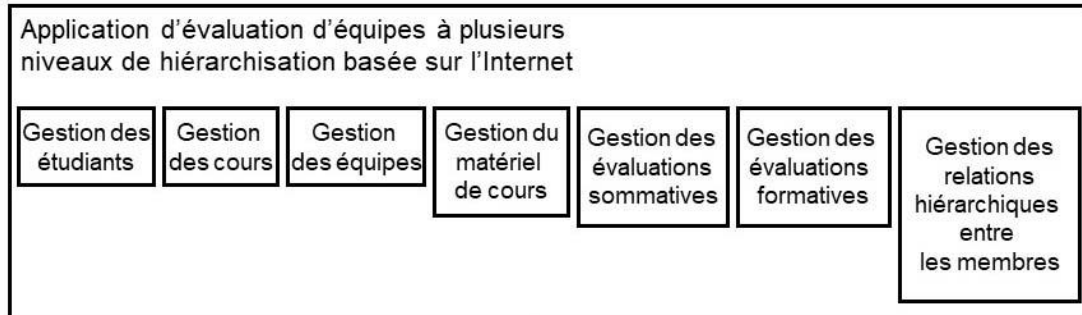 Application d’évaluation d’équipes à plusieurs
niveaux de hiérarchisation basée sur l’Internet
Gestion des
étudiants
Gestion
des cours
Gestion
des équipes
Gestion du
matériel
de cours
Gestion des
évaluations
sommatives
Gestion des
évaluations
formatives
Gestion des
relations
hiérarchiques
entre
les membres